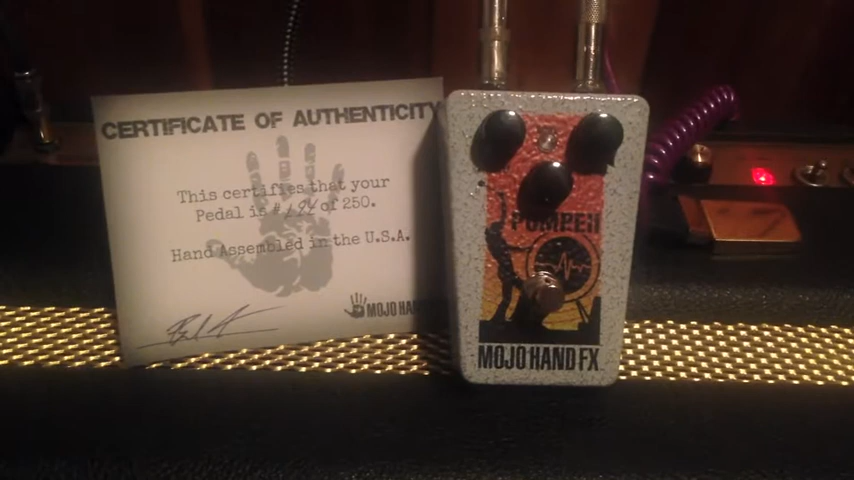 CERTIFICATE OF AUTHENTICITY
This certifies that your
Pedal is # 194 of 250.
Hand Assembled in the U.S.A.
MOJO HAND
POMPEII
MOJO HAND FX